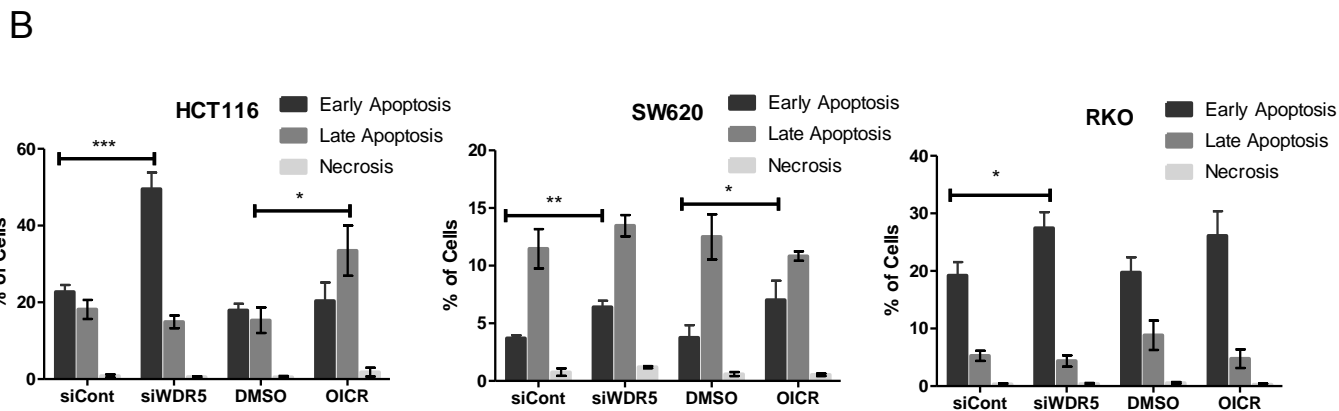 B
HCT116
Early Apoptosis
Late Apoptosis
Necrosis
***
*
60
40
20
0
% of Cells
siCont siWDR5 DMSO OICR
SW620
Early Apoptosis
Late Apoptosis
Necrosis
**
*
20
15
10
5
0
% of Cells
siCont siWDR5 DMSO OICR
RKO
Early Apoptosis
Late Apoptosis
Necrosis
*
40
30
20
10
0
% of Cells
siCont siWDR5 DMSO OICR